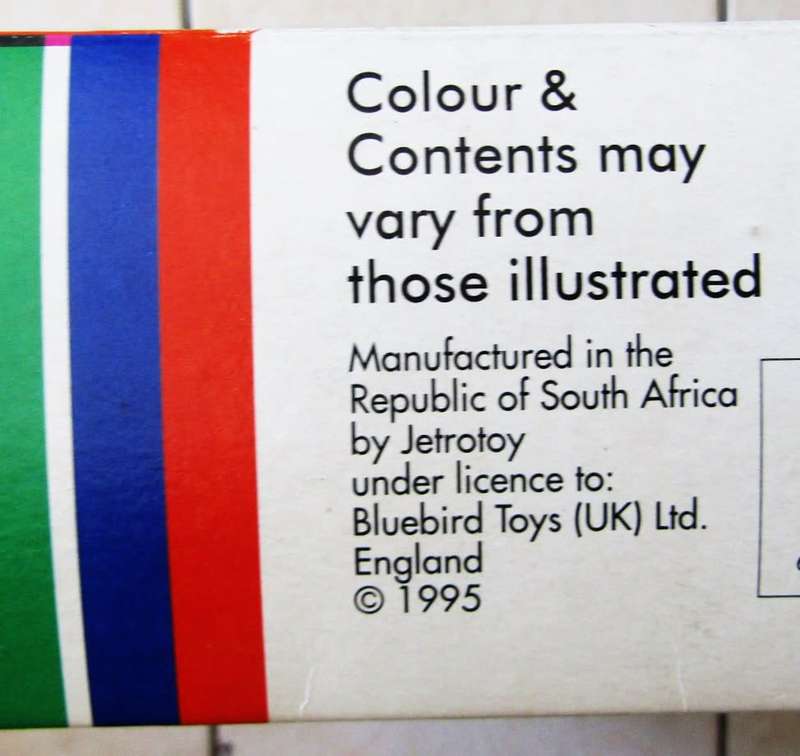 Colour &
Contents may
vary from
those illustrated
Manufactured in the
Republic of South Africa
by Jetrotoy
under licence to:
Bluebird Toys (UK) Ltd.
England
© 1995